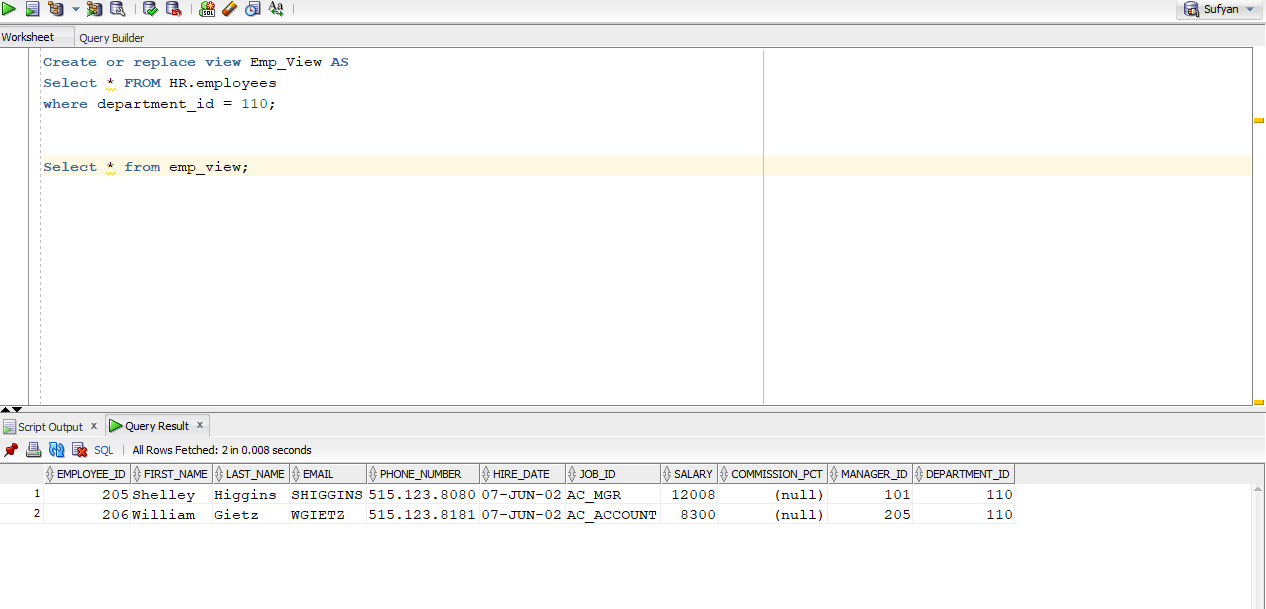 Sufyan
Worksheet Query Builder
Create or replace view Emp_View AS
Select * FROM HR.employees
where department_id = 110;
Select * from emp_view;
Script Output x Query Result x
SQL | All Rows Fetched: 2 in 0.008 seconds
EMPLOYEE_ID FIRST_NAME LAST_NAME EMAIL PHONE_NUMBER HIRE_DATE JOB_ID SALARY COMMISSION_PCT MANAGER_ID DEPARTMENT_ID
1 205 Shelley Higgins SHIGGINS 515.123.8080 07-JUN-02 AC_MGR 12008 (null) 101 110
2 206 William Gietz WGIETZ 515.123.8181 07-JUN-02 AC_ACCOUNT 8300 (null) 205 110